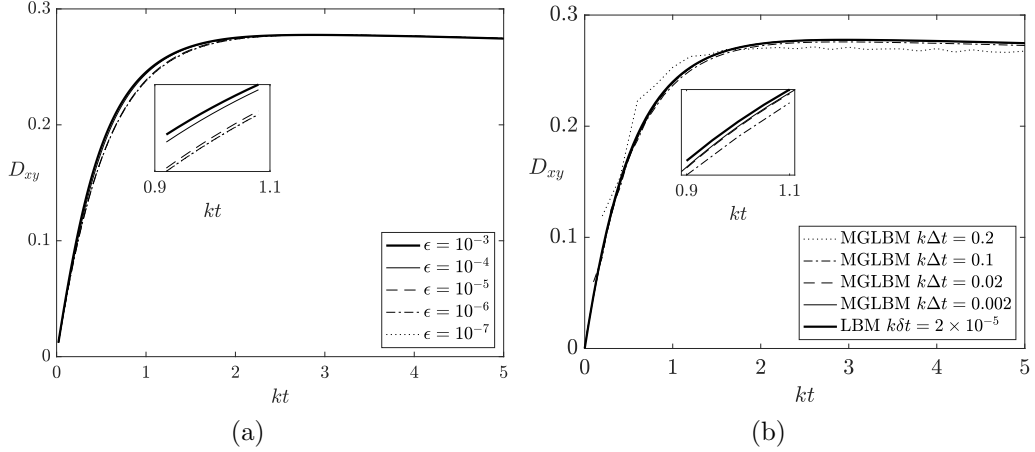 0.3
0.2
D_{xy}
0.1
0
0.9
1.1
kt
ϵ = 10^{-3}
ϵ = 10^{-4}
ϵ = 10^{-5}
ϵ = 10^{-6}
ϵ = 10^{-7}
0 1 2 3 4 5
kt
(a)
0.3
0.2
D_{xy}
0.1
0
0.9
1.1
kt
MGLBM kΔt = 0.2
MGLBM kΔt = 0.1
MGLBM kΔt = 0.02
MGLBM kΔt = 0.002
LBM kδt = 2 × 10^{-5}
0 1 2 3 4 5
kt
(b)